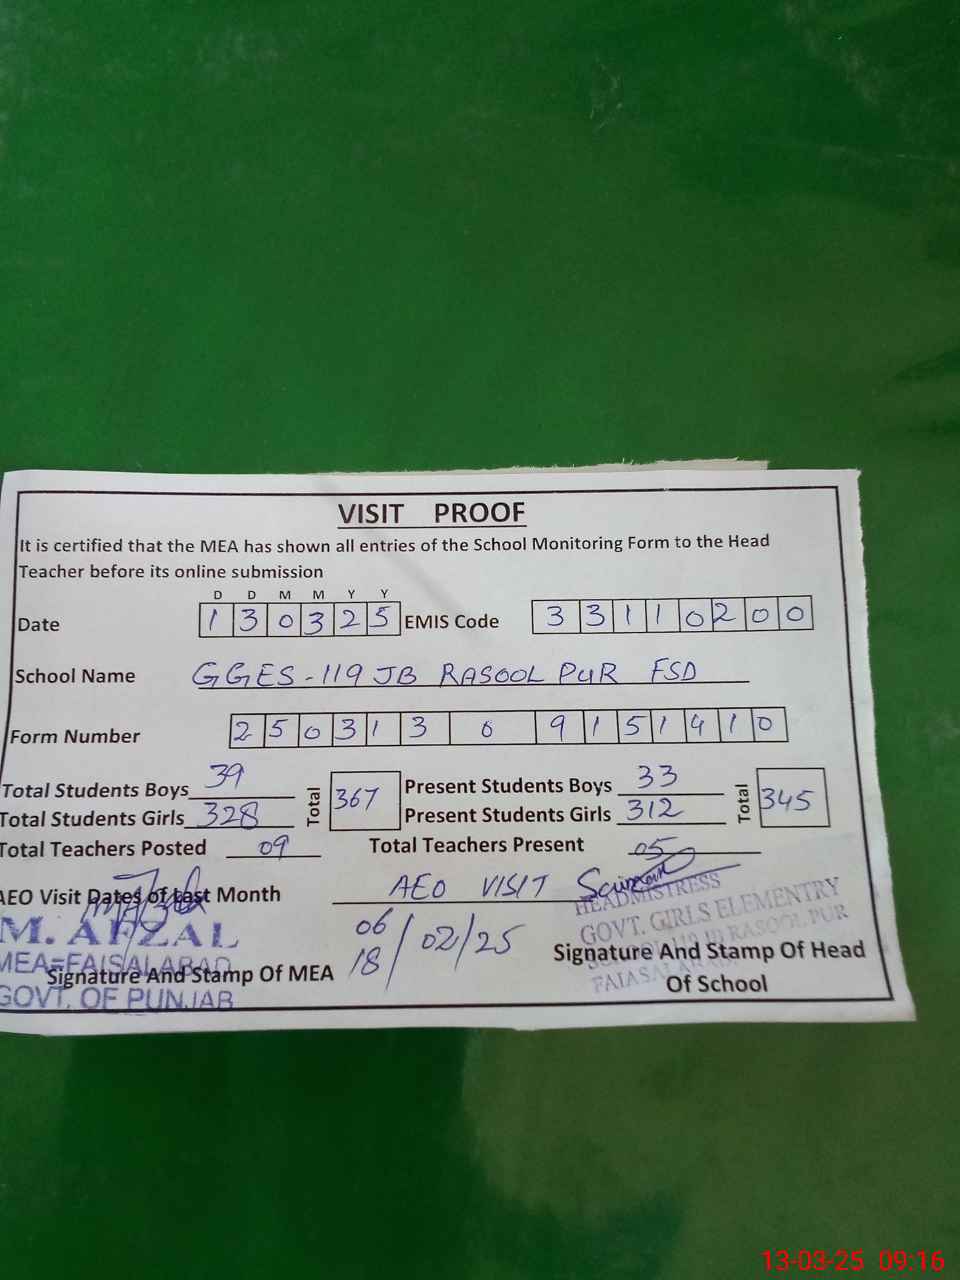 VISIT PROOF
It is certified that the MEA has shown all entries of the School Monitoring Form to the Head
Teacher before its online submission
D D M M Y Y
Date 1 3 0 3 2 5 EMIS Code 3 3 1 1 0 2 0 0
School Name GGES - 119 JB RASOOL PUR FSD
Form Number 2 5 0 3 1 3 0 9 1 5 1 4 1 0
Total Students Boys 39 Total 367 Present Students Boys 33 Total 345
Total Students Girls 328 Present Students Girls 312
Total Teachers Posted 09 Total Teachers Present 05
AEO Visit Dates of Last Month AEO VISIT
06
18 / 02/25
HEADMISTRESS
GOVT. GIRLS ELEMENTRY
RASOOL PUR
M. AFZAL
MEA-FAISALABAD
GOVT. OF PUNJAB
Signature And Stamp Of MEA
Signature And Stamp Of Head
Of School
13-03-25 09:16